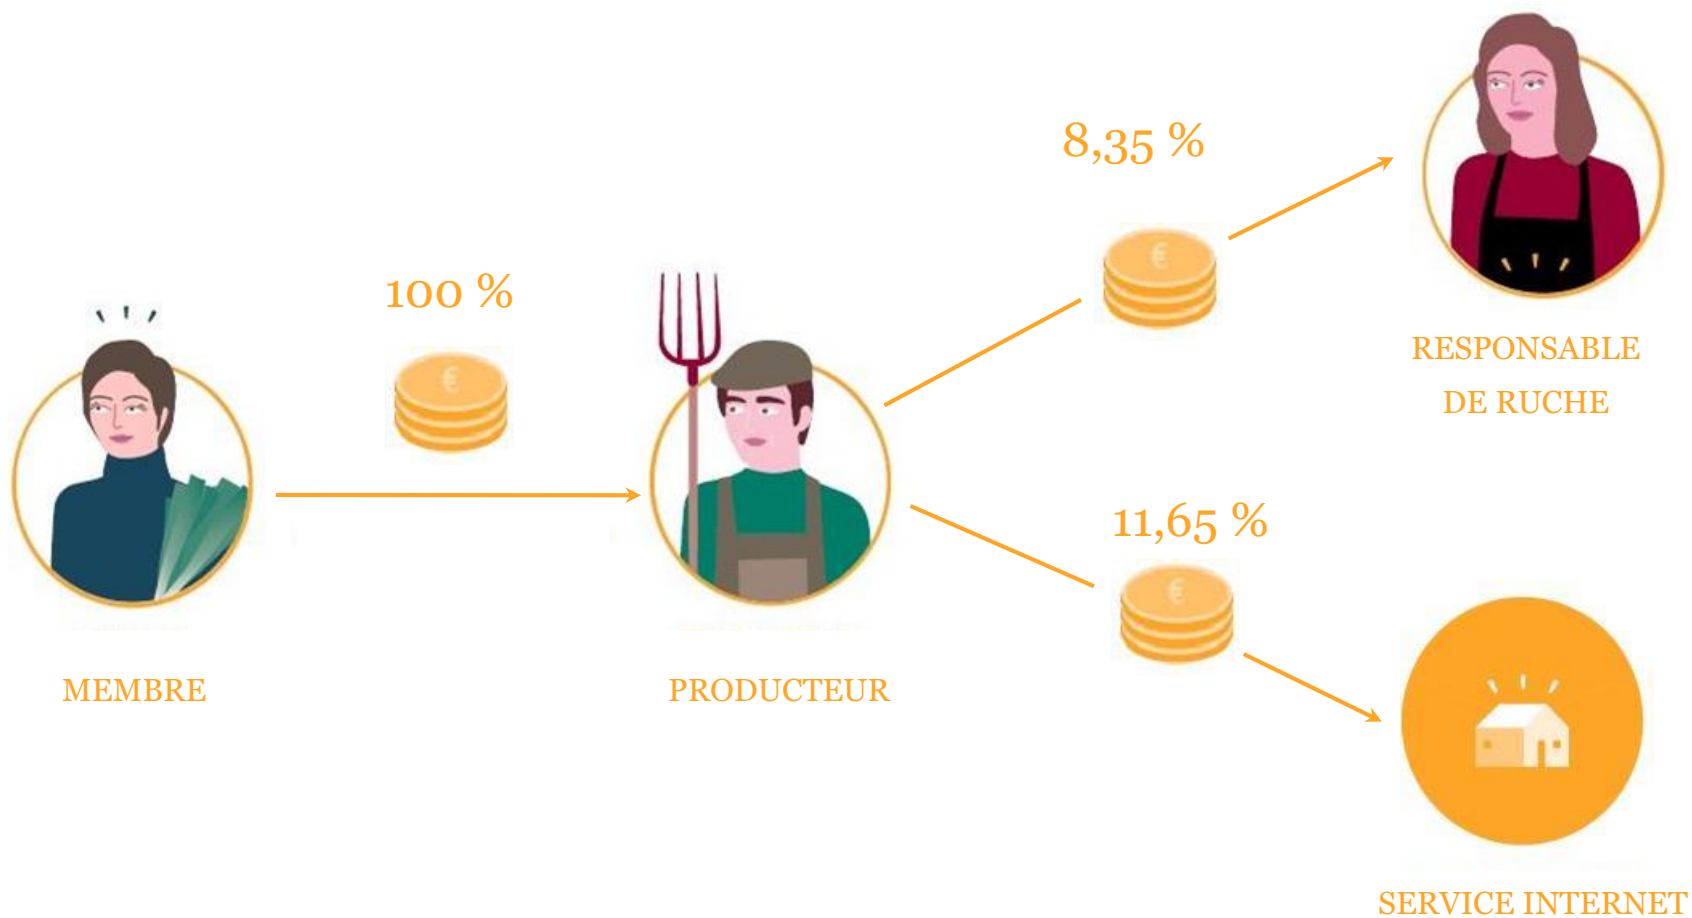 8,35 %
100 %
RESPONSABLE
DE RUCHE
11,65 %
MEMBRE
PRODUCTEUR
SERVICE INTERNET